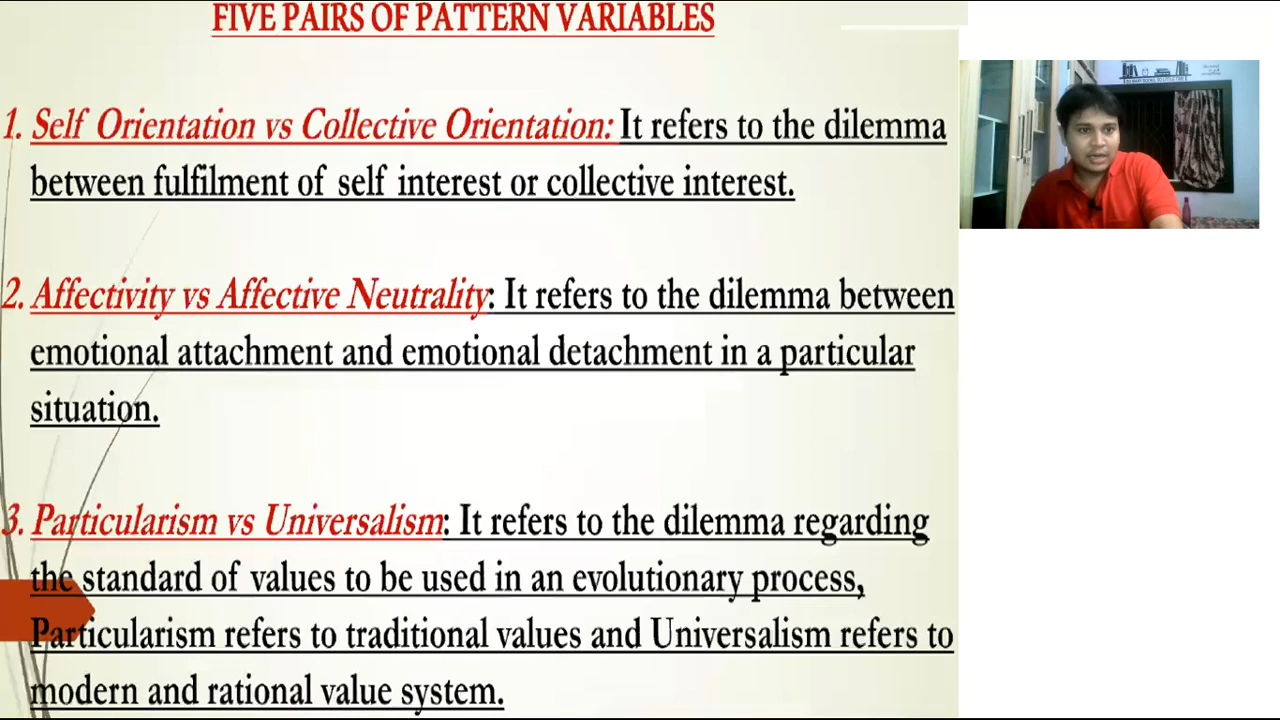 FIVE PAIRS OF PATTERN VARIABLES
1. Self Orientation vs Collective Orientation: It refers to the dilemma
between fulfilment of self interest or collective interest.
2. Affectivity vs Affective Neutrality: It refers to the dilemma between
emotional attachment and emotional detachment in a particular
situation.
3. Particularism vs Universalism: It refers to the dilemma regarding
the standard of values to be used in an evolutionary process,
Particularism refers to traditional values and Universalism refers to
modern and rational value system.